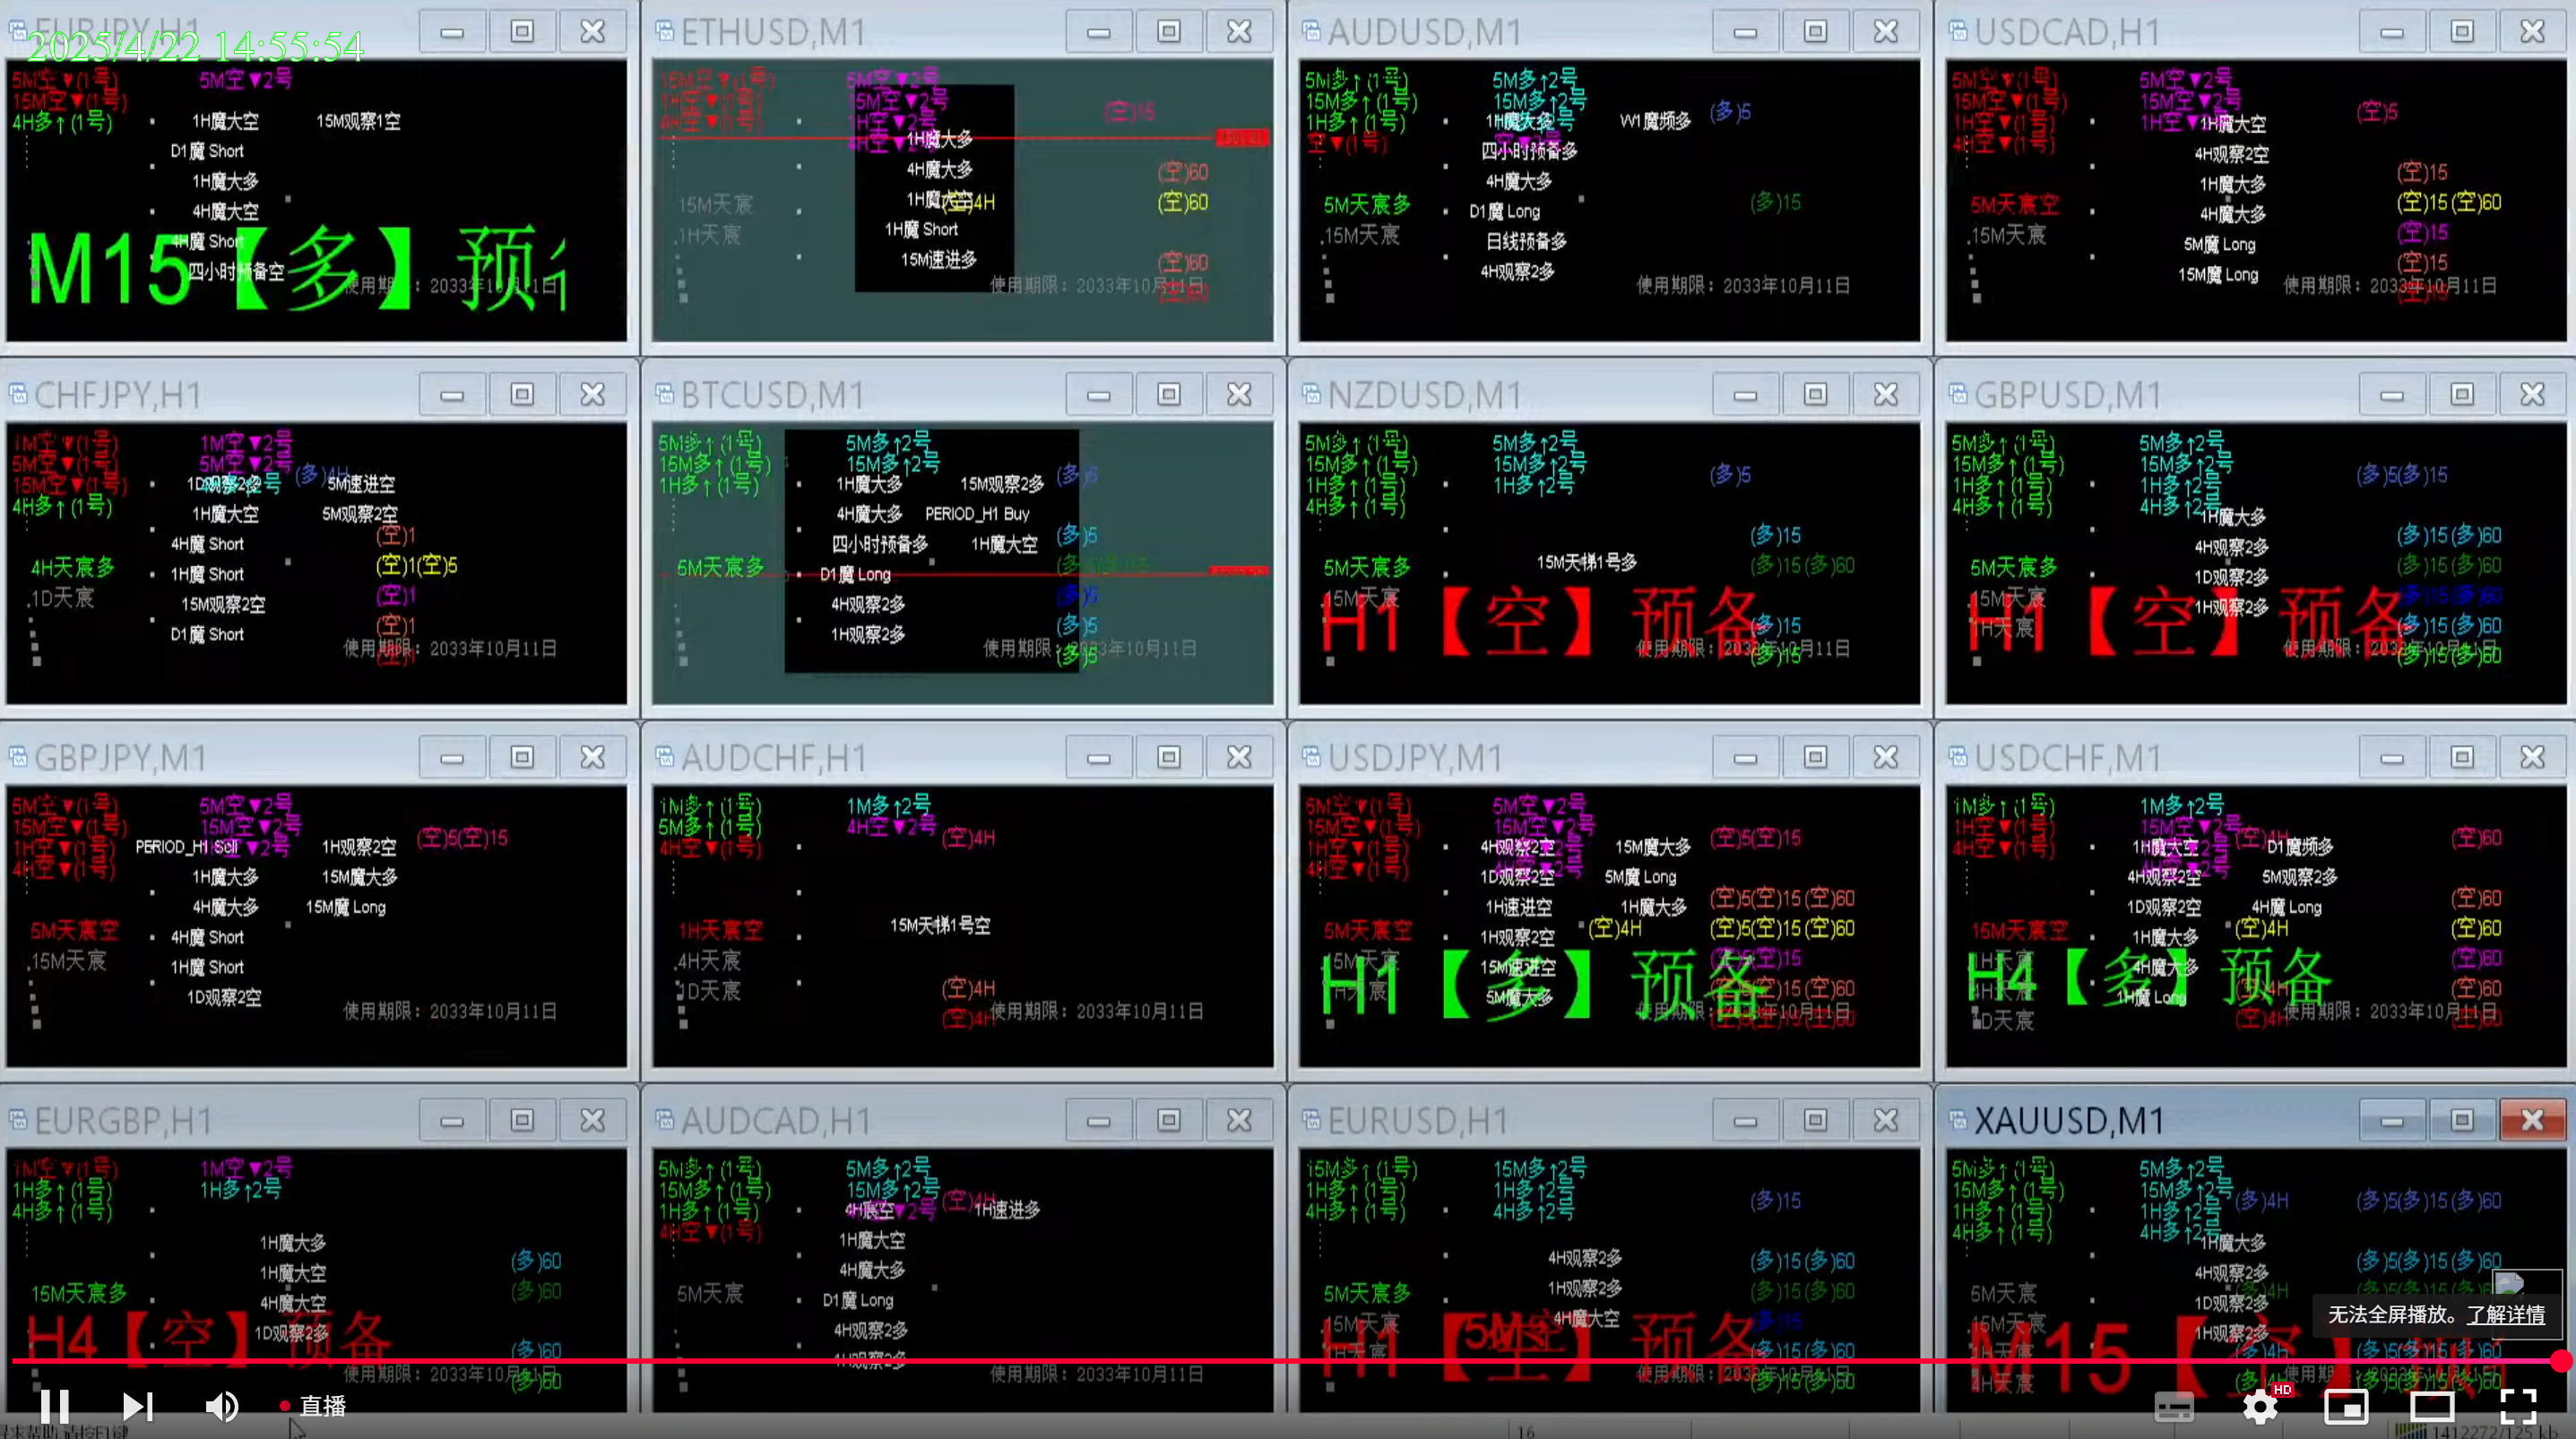 EURJPY,H1
2025/4/22 14:55:54
5M空▼(1号)
5M空▼2号
15M空▼(1号)
4H多↑(1号)
1H魔大空
15M观察1空
D1魔 Short
1H魔大多
4H魔大空
4H魔 Short
四小时预备空
M15【多】预
使用期限：2033年10月11日
ETHUSD,M1
15M空▼(1号)
5M空▼2号
1H空▼(1号)
15M空▼2号
(空)15
4H空▼(1号)
1H空▼2号
4H空▼2号
1H魔大多
4H魔大多
(空)60
15M天宸
1H魔大空
(空)4H
(空)60
1H天宸
1H魔 Short
15M速进多
(空)60
使用期限：2033年10月11日
(空)60
AUDUSD,M1
5M多↑(1号)
5M多↑2号
15M多↑(1号)
15M多↑2号
(多)5
1H多↑(1号)
1H魔大多
W1魔频多
空▼(1号)
四小时预备多
4H魔大多
5M天宸多
D1魔 Long
(多)15
15M天宸
日线预备多
4H观察2多
使用期限：2033年10月11日
USDCAD,H1
5M空▼(1号)
5M空▼2号
15M空▼(1号)
15M空▼2号
(空)5
1H空▼(1号)
1H空▼2号
1H魔大空
4H空▼(1号)
4H观察2空
1H魔大多
(空)15
5M天宸空
4H魔大多
(空)15(空)60
15M天宸
5M魔 Long
(空)15
15M魔 Long
(空)15
使用期限：2033年10月11日
(空)15
CHFJPY,H1
1M空▼(1号)
1M空▼2号
5M空▼(1号)
5M空▼2号
(多)4H
15M空▼(1号)
1D观察2多
5M速进空
4H多↑(1号)
1H魔大空
5M观察2空
4H魔 Short
(空)1
4H天宸多
1H魔 Short
(空)1(空)5
1D天宸
15M观察2空
(空)1
D1魔 Short
(空)1
使用期限：2033年10月11日
(空)1
BTCUSD,M1
5M多↑(1号)
5M多↑2号
15M多↑(1号)
15M多↑2号
1H多↑(1号)
1H魔大多
15M观察2多
(多)5
4H魔大多
PERIOD_H1 Buy
四小时预备多
1H魔大空
(多)5
5M天宸多
D1魔 Long
4H观察2多
(多)5
1H观察2多
(多)5
使用期限：2033年10月11日
(多)5
NZDUSD,M1
5M多↑(1号)
5M多↑2号
15M多↑(1号)
15M多↑2号
(多)5
1H多↑(1号)
1H多↑2号
4H多↑(1号)
(多)15
5M天宸多
15M天梯1号多
(多)15(多)60
15M天宸
H1【空】预备
(多)15
使用期限：2033年10月11日
(多)15
GBPUSD,M1
5M多↑(1号)
5M多↑2号
15M多↑(1号)
15M多↑2号
(多)5(多)15
1H多↑(1号)
1H多↑2号
4H多↑(1号)
4H多↑2号
1H魔大多
4H观察2多
(多)15(多)60
5M天宸多
1D观察2多
(多)15(多)60
15M天宸
1H观察2多
(多)15(多)60
1H天宸
H1【空】预备
(多)15(多)60
使用期限：2033年10月11日
(多)15(多)60
GBPJPY,M1
5M空▼(1号)
5M空▼2号
15M空▼(1号)
15M空▼2号
1H空▼(1号)
PERIOD_H1 Sell
1H空▼2号
1H观察2空
(空)5(空)15
4H空▼(1号)
1H魔大多
15M魔大多
4H魔大多
15M魔 Long
5M天宸空
4H魔 Short
15M天宸
1H魔 Short
1D观察2空
使用期限：2033年10月11日
AUDCHF,H1
1M多↑(1号)
1M多↑2号
5M多↑(1号)
4H空▼2号
(空)4H
4H空▼(1号)
1H天宸空
15M天梯1号空
4H天宸
1D天宸
(空)4H
(空)4H
使用期限：2033年10月11日
USDJPY,M1
5M空▼(1号)
5M空▼2号
15M空▼(1号)
15M空▼2号
(空)5(空)15
1H空▼(1号)
4H观察2空
15M魔大多
4H空▼(1号)
1D观察2空
5M魔 Long
1H速进空
1H魔大多
(空)5(空)15(空)60
5M天宸空
1H观察2空
(空)4H
(空)5(空)15(空)60
15M天宸
15M速进空
(空)5(空)15
1H天宸
H1【多】预备
5M魔大多
(空)5(空)15(空)60
使用期限：2033年10月11日
(空)5(空)15(空)60
USDCHF,M1
1M多↑(1号)
1M多↑2号
1H空▼(1号)
15M空▼2号
(空)4H
(空)60
4H空▼(1号)
1H魔大空
D1魔频多
4H空▼2号
4H观察2空
5M观察2多
1D观察2空
4H魔 Long
(空)60
15M天宸空
1H魔大多
(空)4H
(空)60
1H天宸
4H魔大多
(空)60
4H天宸
H4【多】预备
1H魔 Long
(空)4H
(空)60
1D天宸
(空)4H
使用期限：2033年10月11日
(空)60
EURGBP,H1
1M空▼(1号)
1M空▼2号
1H多↑(1号)
1H多↑2号
4H多↑(1号)
1H魔大多
(多)60
1H魔大空
15M天宸多
4H魔大空
(多)60
H4【空】预备
1D观察2多
(多)60
使用期限：2033年10月11日
(多)60
AUDCAD,H1
5M多↑(1号)
5M多↑2号
15M多↑(1号)
15M多↑2号
(空)4H
1H多↑(1号)
4H宸空
1H速进多
4H空▼(1号)
1H魔大空
4H魔大多
5M天宸
D1魔 Long
4H观察2多
使用期限：2033年10月11日
EURUSD,H1
15M多↑(1号)
15M多↑2号
1H多↑(1号)
1H多↑2号
(多)15
4H多↑(1号)
4H多↑2号
4H观察2多
(多)15(多)60
5M天宸多
1H观察2多
(多)15(多)60
15M天宸
4H魔大空
(多)15
1H天宸
H1【空】预备
(多)15(多)60
使用期限：2033年10月11日
(多)15(多)60
XAUUSD,M1
5M多↑(1号)
5M多↑2号
15M多↑(1号)
15M多↑2号
(多)4H
(多)5(多)15(多)60
1H多↑(1号)
1H多↑2号
4H多↑(1号)
4H多↑2号
1H魔大多
4H观察2多
(多)5(多)15(多)60
5M天宸
1D观察2多
15M天宸
1H观察2多
1H天宸
M15【空】预
4H天宸
无法全屏播放。了解详情
直播
HD
16
1412272/125 kb